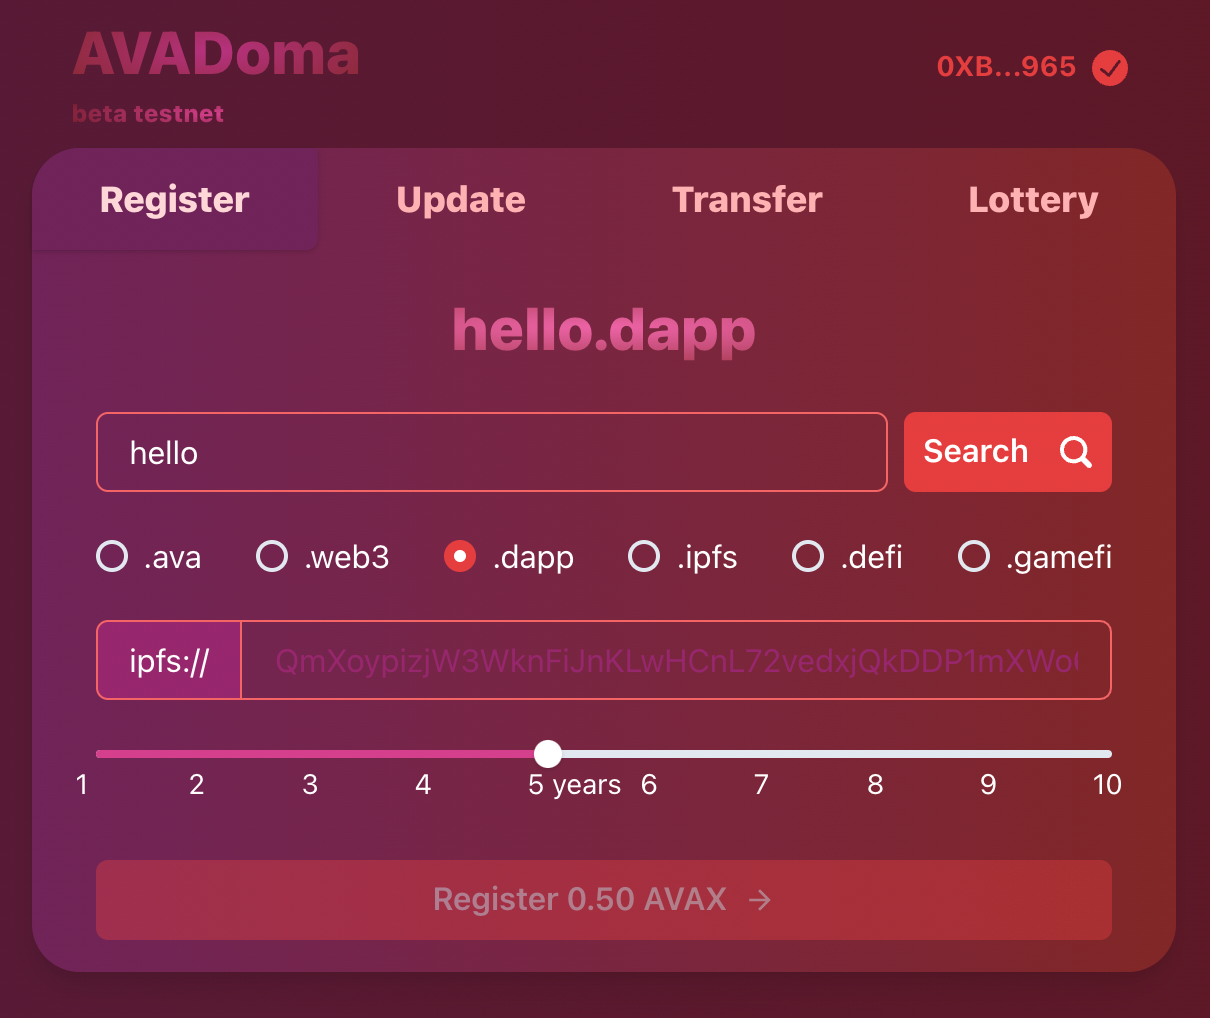 AVADoma
0XB...965
beta testnet
Register Update Transfer Lottery
hello.dapp
hello
Search
.ava .web3 .dapp .ipfs .defi .gamefi
ipfs:// QmXoypizjW3WknFiJnKLwHCnL72vedxjQkDDP1mXWo
1 2 3 4 5 years 6 7 8 9 10
Register 0.50 AVAX →